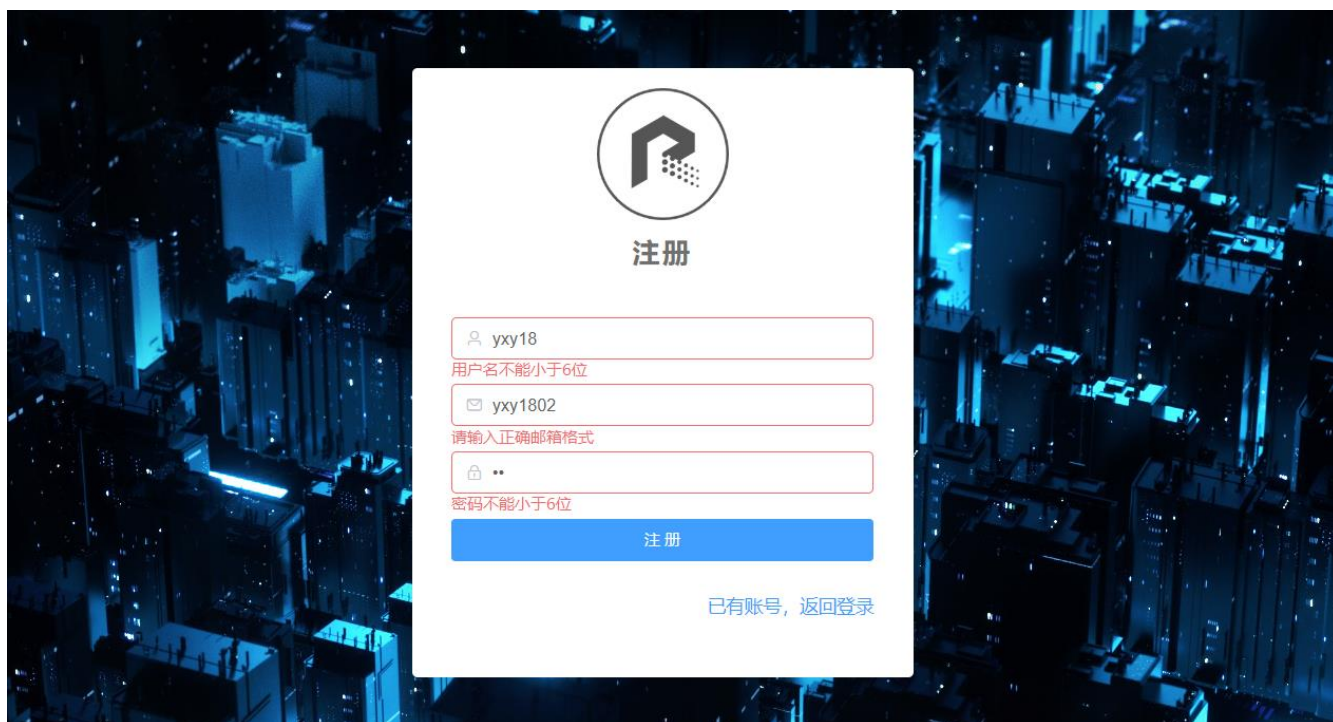 注册
yxy18
用户名不能小于6位
yxy1802
请输入正确邮箱格式
••
密码不能小于6位
注册
已有账号，返回登录